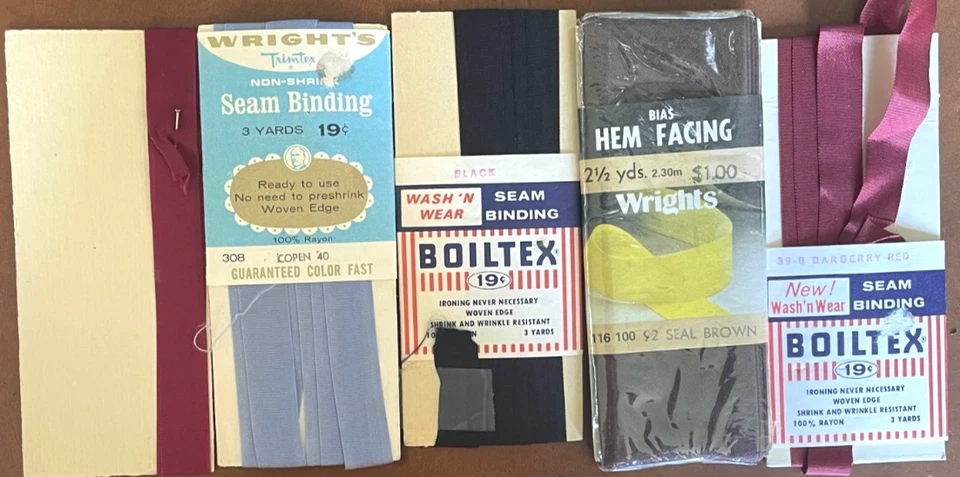 WRIGHT'S
Trimtex
NON-SHRINK
Seam Binding
3 YARDS 19¢
Ready to use
No need to preshrink
Woven Edge
100% Rayon
308 COPEN 40
GUARANTEED COLOR FAST
BLACK
WASH 'N WEAR
SEAM BINDING
BOILTEX
19¢
IRONING NEVER NECESSARY
WOVEN EDGE
SHRINK AND WRINKLE RESISTANT
3 YARDS
BIAS
HEM FACING
2½ yds. 2.30m $1.00
Wrights®
116 100 92 SEAL BROWN
39-B BARBERRY RED
New!
Wash'n Wear
SEAM
BINDING
BOILTEX®
19¢
IRONING NEVER NECESSARY
WOVEN EDGE
SHRINK AND WRINKLE RESISTANT
100% RAYON 3 YARDS